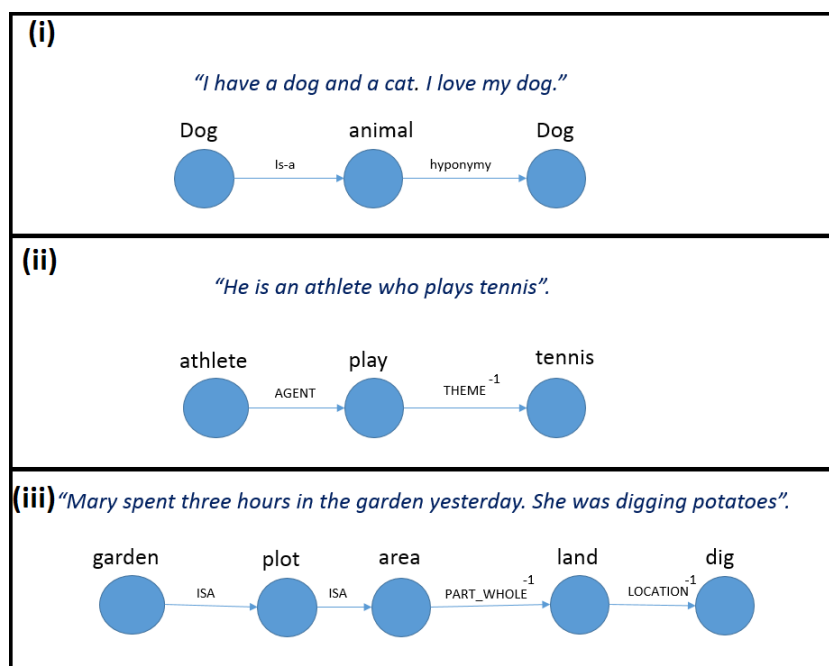 (i)
“I have a dog and a cat. I love my dog.”
Dog animal Dog
Is-a hyponymy
(ii)
“He is an athlete who plays tennis”.
athlete play tennis
AGENT THEME -1
(iii) “Mary spent three hours in the garden yesterday. She was digging potatoes”.
garden plot area land dig
ISA ISA PART_WHOLE -1 LOCATION -1